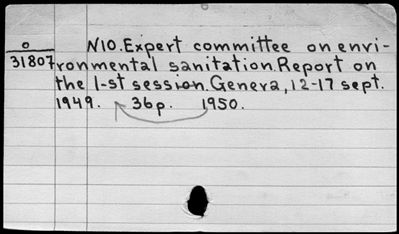 o
31807
N10. Expert committee on envi-
ronmental sanitation. Report on
the 1-st session. Geneva, 12-17 sept.
1949. 36p. 1950.